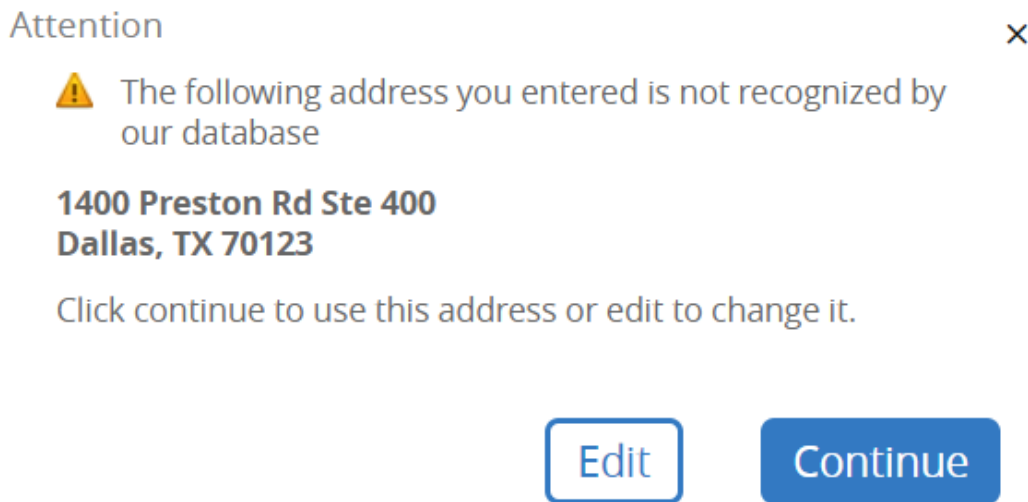 Attention
×
The following address you entered is not recognized by
our database
1400 Preston Rd Ste 400
Dallas, TX 70123
Click continue to use this address or edit to change it.
Edit
Continue